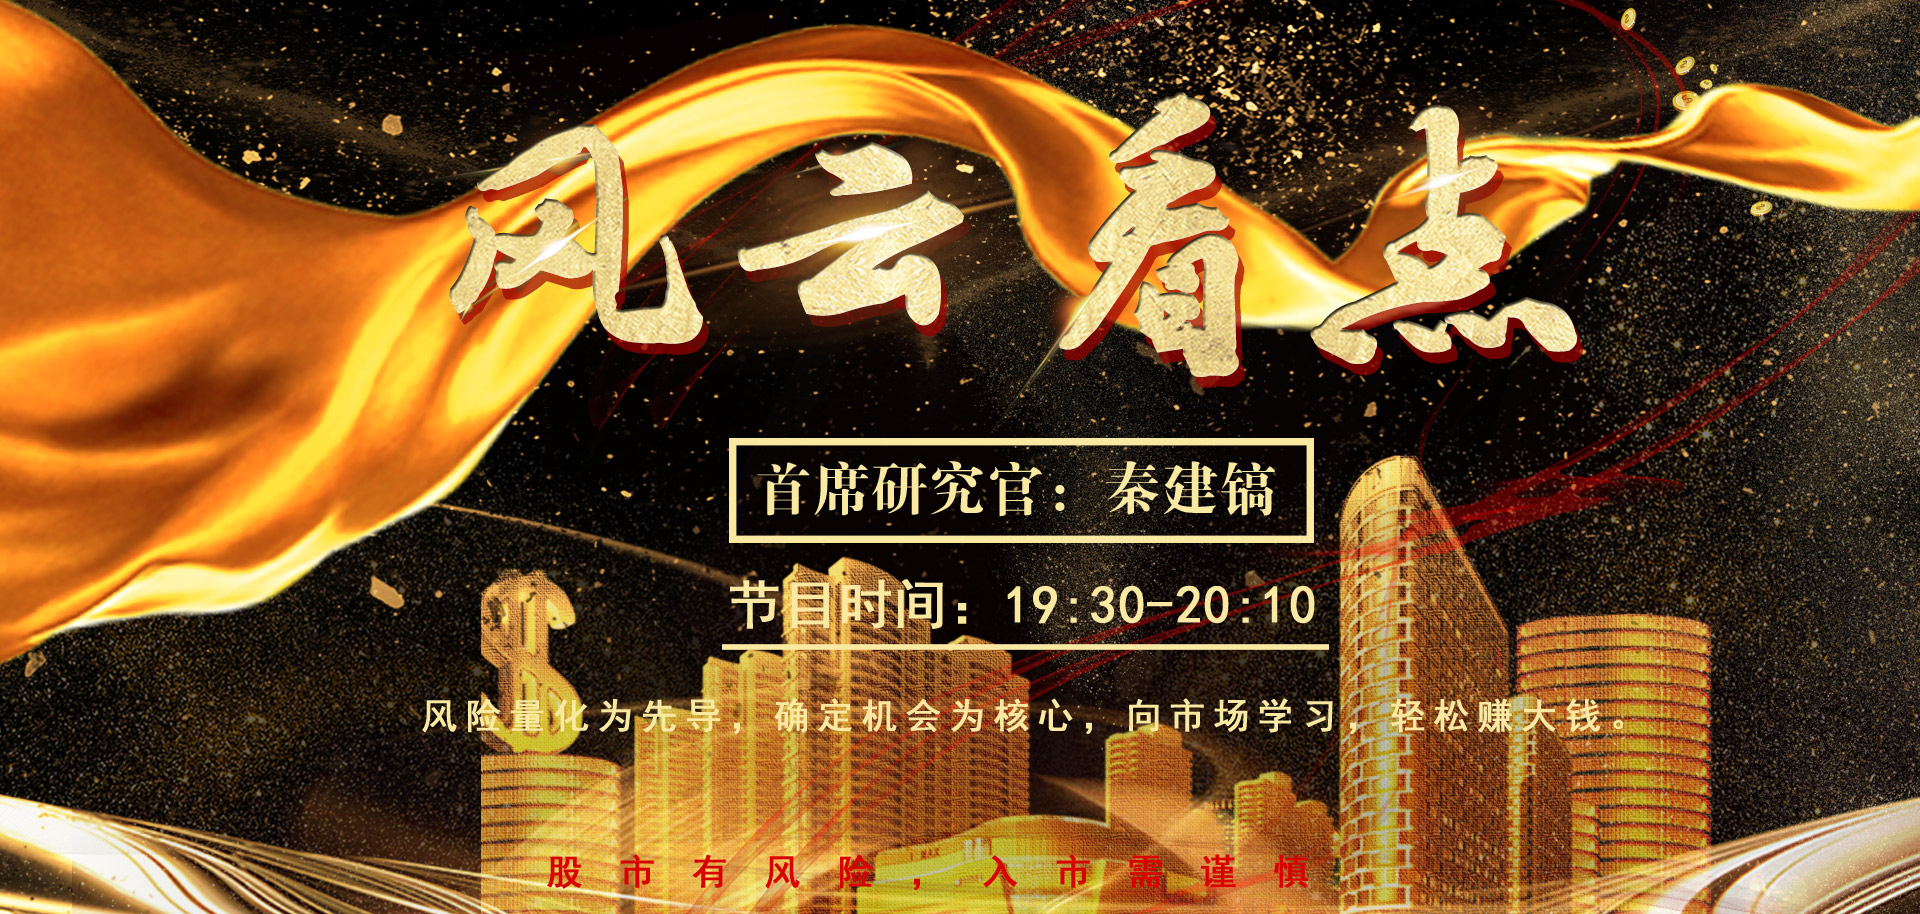 风云看点
首席研究官：秦建镐
节目时间：19:30-20:10
风险量化为先导，确定机会为核心，向市场学习，轻松赚大钱。
股市有风险，入市需谨慎